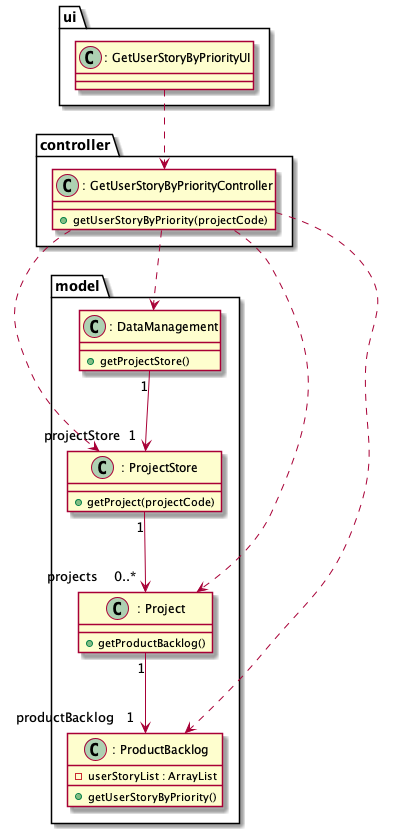 ui
C : GetUserStoryByPriorityUI
controller
C : GetUserStoryByPriorityController
getUserStoryByPriority(projectCode)
model
C : DataManagement
getProjectStore()
1
projectStore 1
C : ProjectStore
getProject(projectCode)
1
projects 0..*
C : Project
getProductBacklog()
1
productBacklog 1
C : ProductBacklog
userStoryList : ArrayList
getUserStoryByPriority()